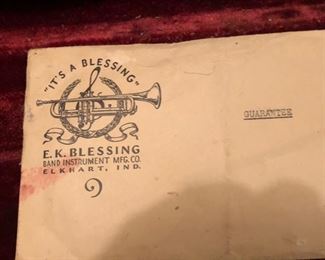 "IT'S A BLESSING"
E.K. BLESSING
BAND INSTRUMENT MFG. CO.
ELKHART, IND.
GUARANTEE